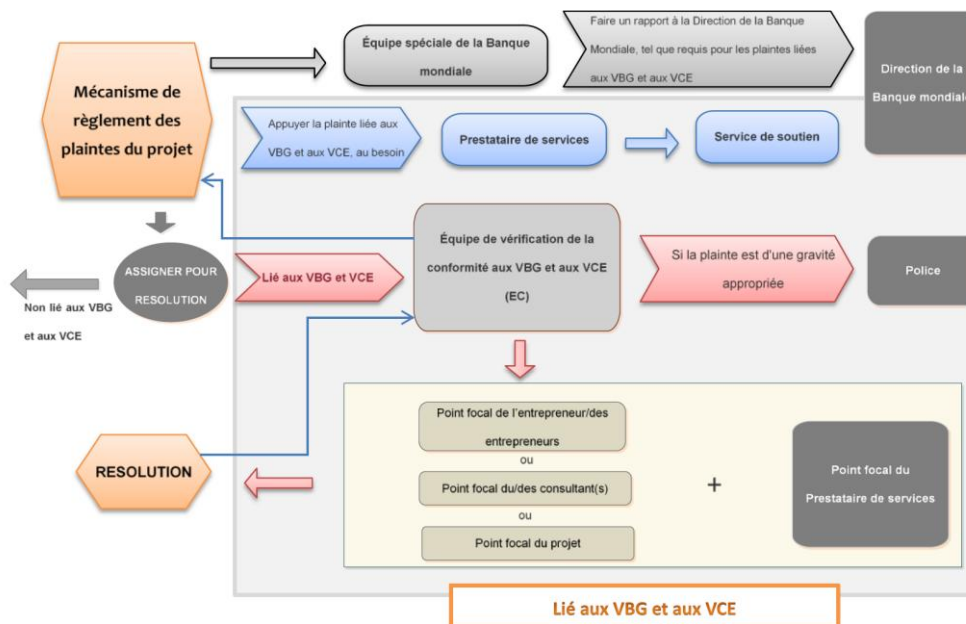 Mécanisme de
règlement des
plaintes du projet
Équipe spéciale de la Banque
mondiale
Faire un rapport à la Direction de la Banque
Mondiale, tel que requis pour les plaintes liées
aux VBG et aux VCE
Direction de la
Banque mondiale
Appuyer la plainte liée aux
VBG et aux VCE, au besoin
Prestataire de services
Service de soutien
ASSIGNER POUR
RESOLUTION
Non lié aux VBG
et aux VCE
Lié aux VBG et VCE
Équipe de vérification de la
conformité aux VBG et aux VCE
(EC)
Si la plainte est d'une gravité
appropriée
Police
RESOLUTION
Point focal de l'entrepreneur/des
entrepreneurs
ou
Point focal du/des consultant(s)
ou
Point focal du projet
+
Point focal du
Prestataire de services
Lié aux VBG et aux VCE